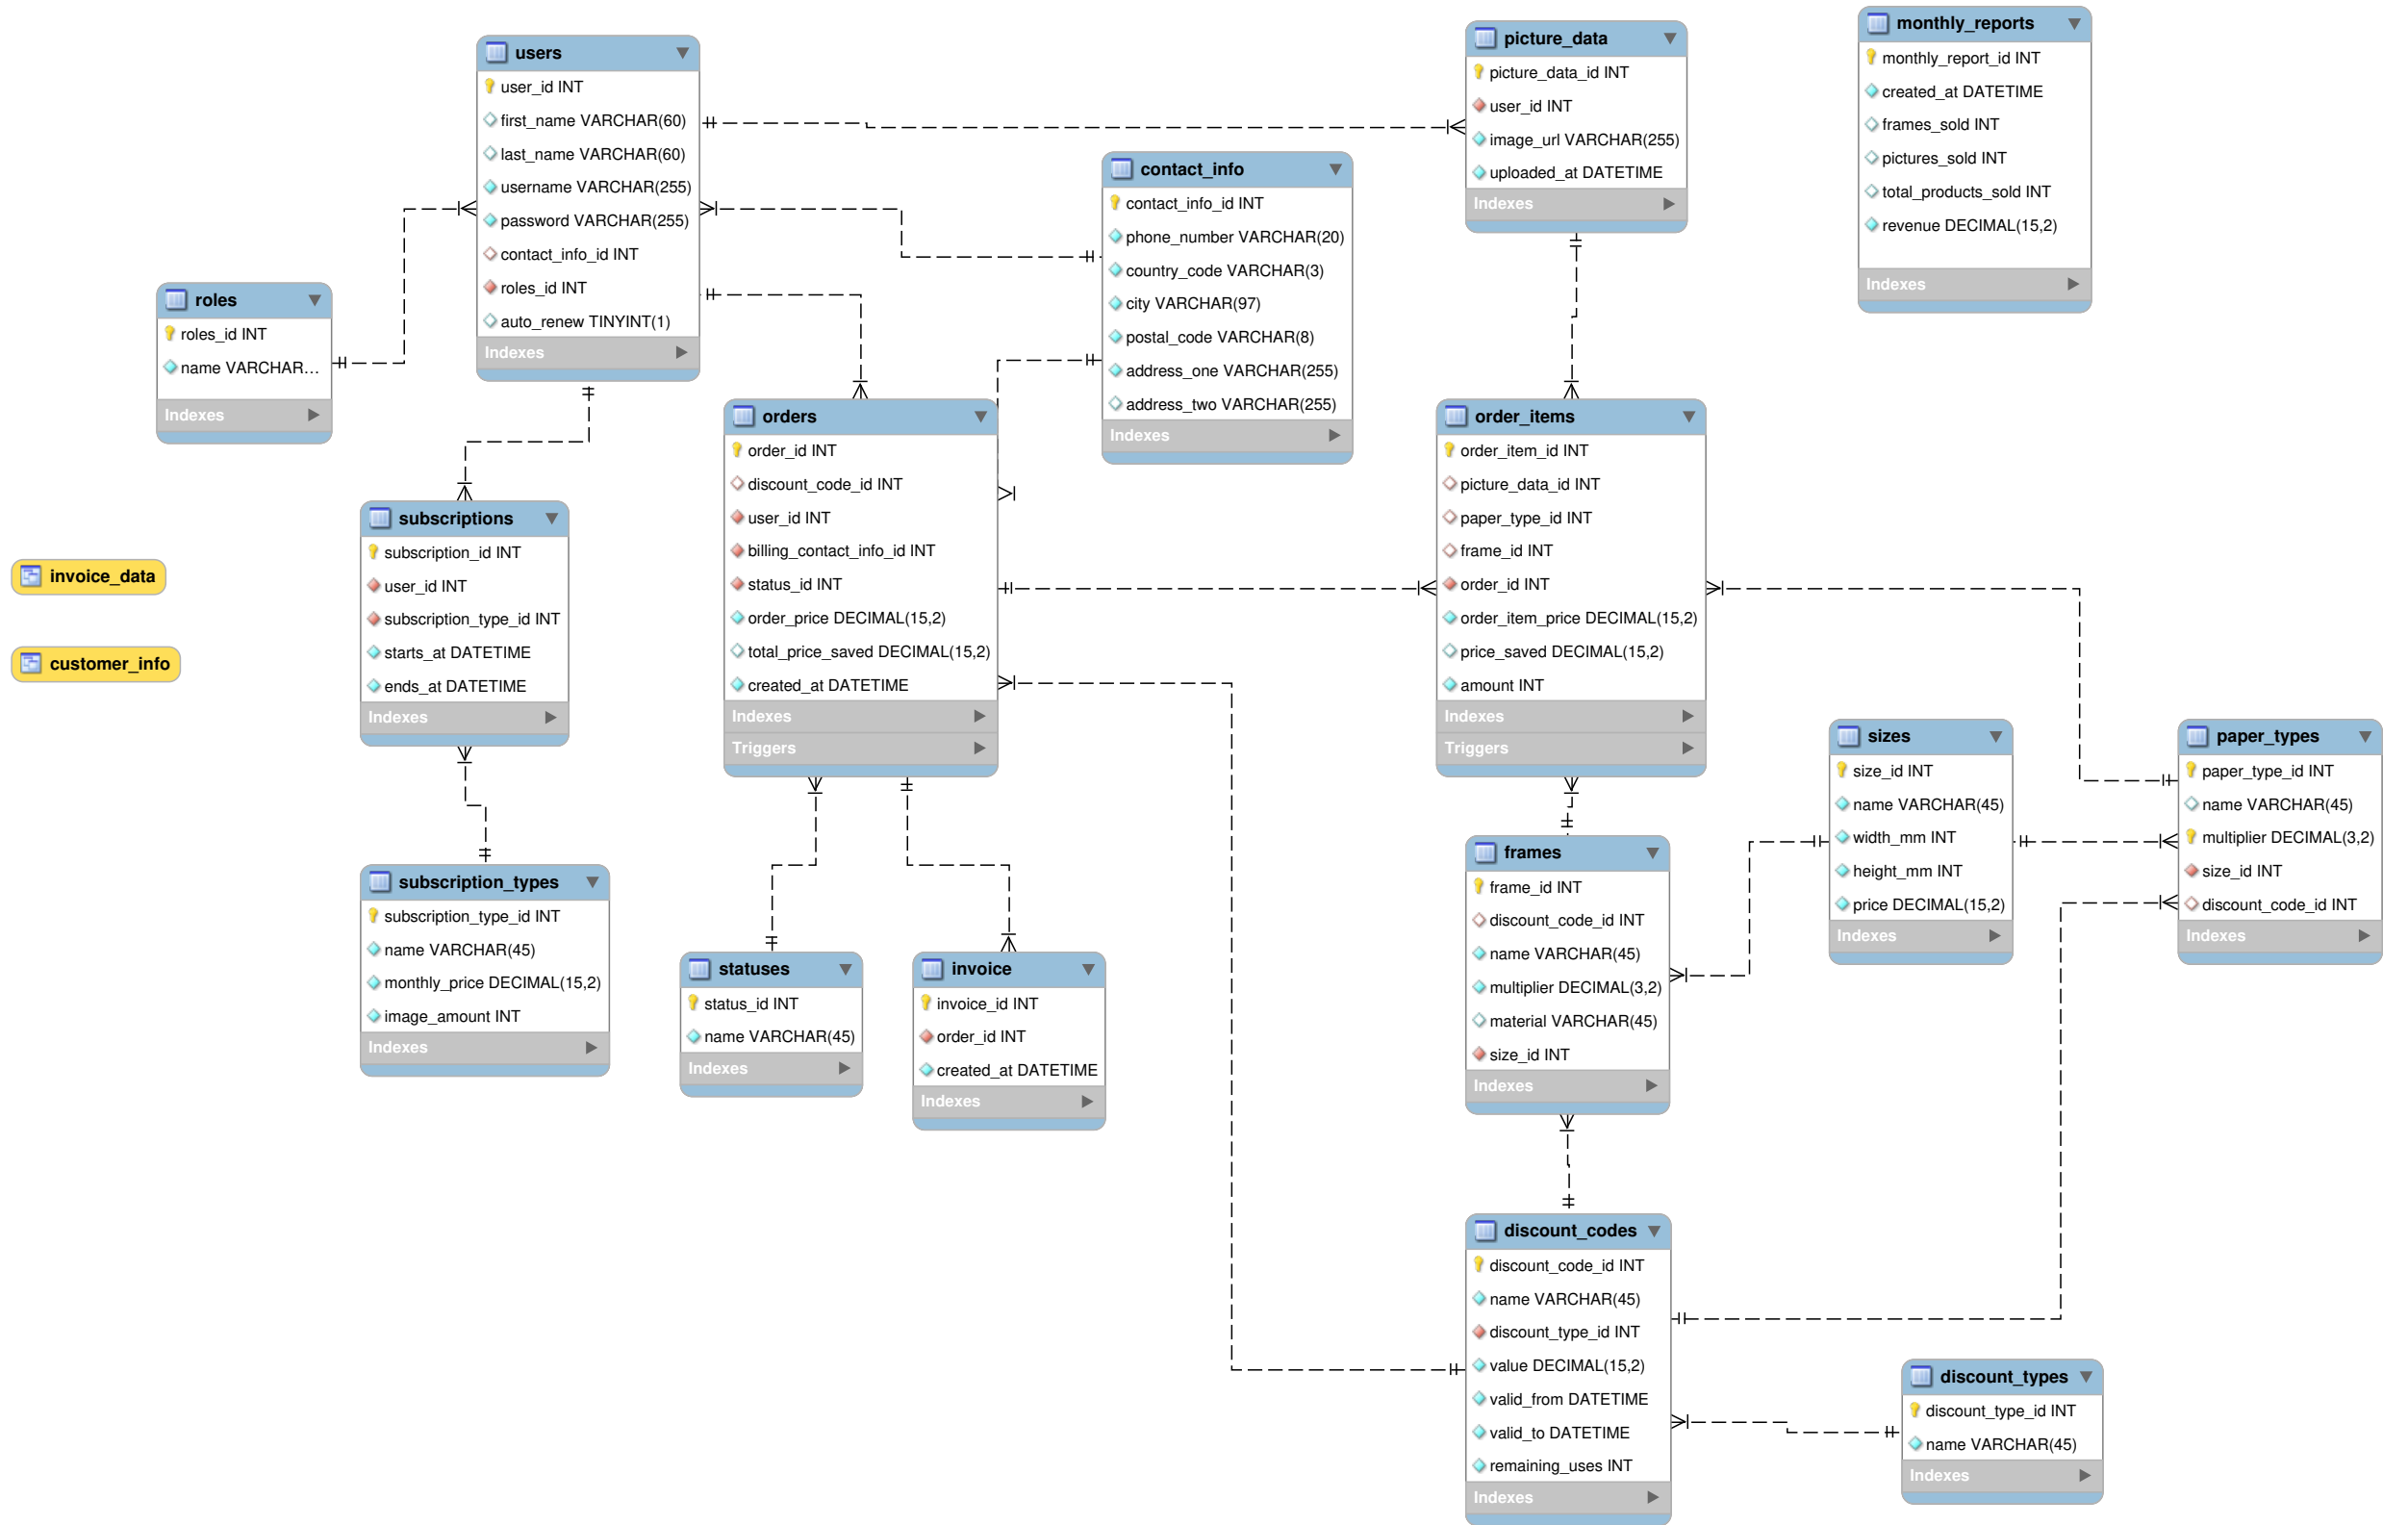 users
user_id INT
first_name VARCHAR(60)
last_name VARCHAR(60)
username VARCHAR(255)
password VARCHAR(255)
contact_info_id INT
roles_id INT
auto_renew TINYINT(1)
Indexes
picture_data
picture_data_id INT
user_id INT
image_url VARCHAR(255)
uploaded_at DATETIME
Indexes
monthly_reports
monthly_report_id INT
created_at DATETIME
frames_sold INT
pictures_sold INT
total_products_sold INT
revenue DECIMAL(15,2)
Indexes
contact_info
contact_info_id INT
phone_number VARCHAR(20)
country_code VARCHAR(3)
city VARCHAR(97)
postal_code VARCHAR(8)
address_one VARCHAR(255)
address_two VARCHAR(255)
Indexes
roles
roles_id INT
name VARCHAR...
Indexes
orders
order_id INT
discount_code_id INT
user_id INT
billing_contact_info_id INT
status_id INT
order_price DECIMAL(15,2)
total_price_saved DECIMAL(15,2)
created_at DATETIME
Indexes
Triggers
order_items
order_item_id INT
picture_data_id INT
paper_type_id INT
frame_id INT
order_id INT
order_item_price DECIMAL(15,2)
price_saved DECIMAL(15,2)
amount INT
Indexes
Triggers
subscriptions
subscription_id INT
user_id INT
subscription_type_id INT
starts_at DATETIME
ends_at DATETIME
Indexes
invoice_data
customer_info
sizes
size_id INT
name VARCHAR(45)
width_mm INT
height_mm INT
price DECIMAL(15,2)
Indexes
paper_types
paper_type_id INT
name VARCHAR(45)
multiplier DECIMAL(3,2)
size_id INT
discount_code_id INT
Indexes
subscription_types
subscription_type_id INT
name VARCHAR(45)
monthly_price DECIMAL(15,2)
image_amount INT
Indexes
statuses
status_id INT
name VARCHAR(45)
Indexes
invoice
invoice_id INT
order_id INT
created_at DATETIME
Indexes
frames
frame_id INT
discount_code_id INT
name VARCHAR(45)
multiplier DECIMAL(3,2)
material VARCHAR(45)
size_id INT
Indexes
discount_codes
discount_code_id INT
name VARCHAR(45)
discount_type_id INT
value DECIMAL(15,2)
valid_from DATETIME
valid_to DATETIME
remaining_uses INT
Indexes
discount_types
discount_type_id INT
name VARCHAR(45)
Indexes